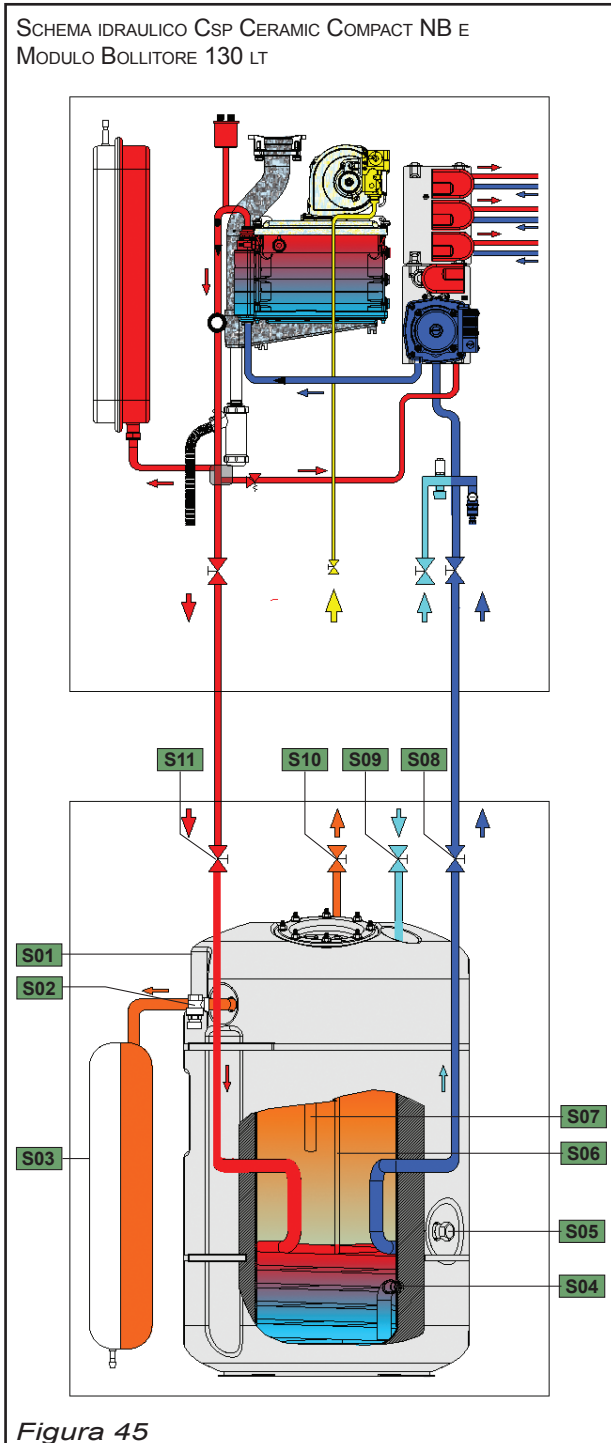 Schema idraulico Csp Ceramic Compact NB e
Modulo Bollitore 130 lt
S11
S10
S09
S08
S01
S02
S07
S06
S03
S05
S04
Figura 45